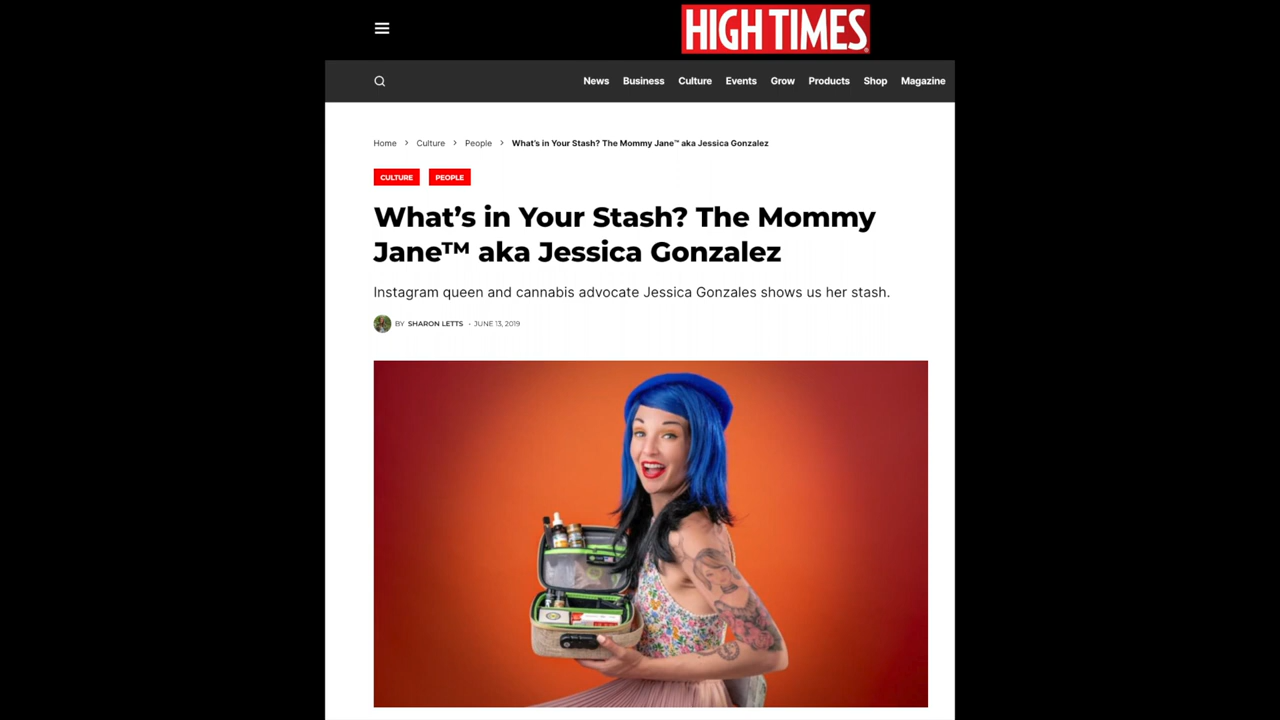 HIGH TIMES
News Business Culture Events Grow Products Shop Magazine
Home > Culture > People > What's in Your Stash? The Mommy Jane™ aka Jessica Gonzalez
CULTURE PEOPLE
What's in Your Stash? The Mommy
Jane™ aka Jessica Gonzalez
Instagram queen and cannabis advocate Jessica Gonzales shows us her stash.
BY SHARON LETTS · JUNE 13, 2019